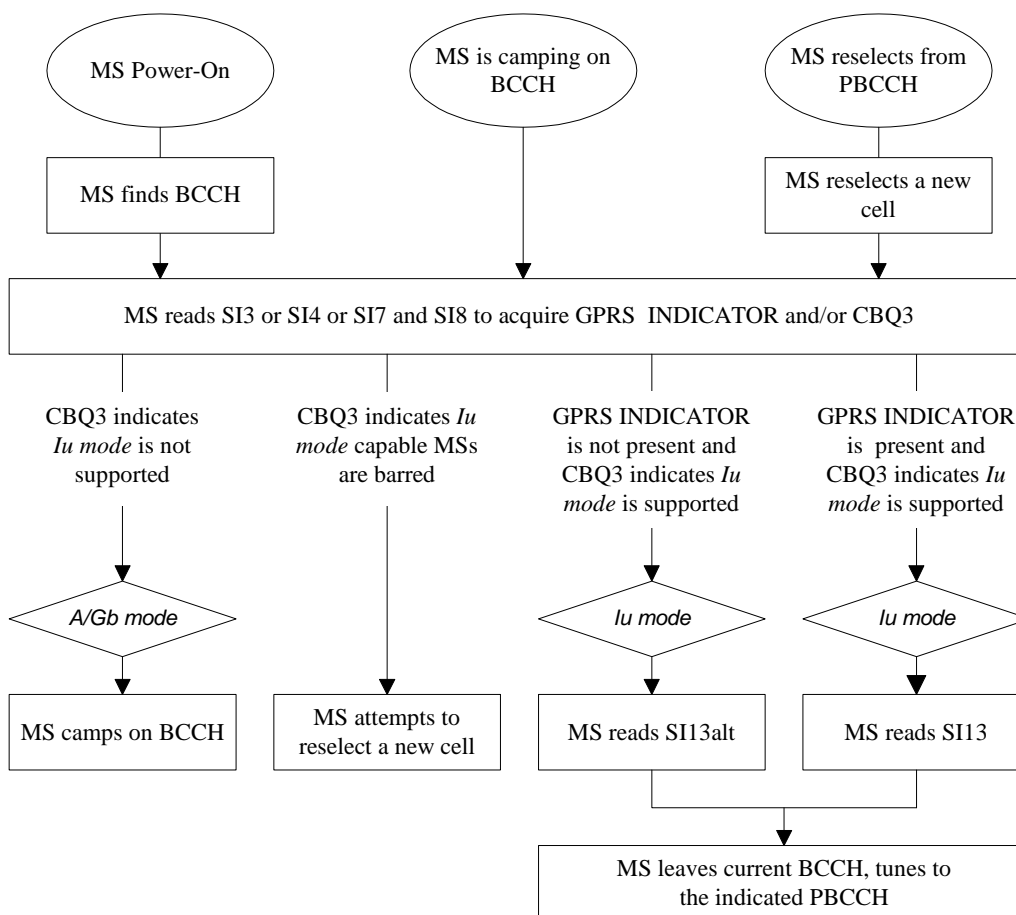 MS Power-On
MS is camping on
BCCH
MS reselects from
PBCCH
MS finds BCCH
MS reselects a new
cell
MS reads SI3 or SI4 or SI7 and SI8 to acquire GPRS INDICATOR and/or CBQ3
CBQ3 indicates
Iu mode is not
supported
CBQ3 indicates Iu
mode capable MSs
are barred
GPRS INDICATOR
is not present and
CBQ3 indicates Iu
mode is supported
GPRS INDICATOR
is present and
CBQ3 indicates Iu
mode is supported
A/Gb mode
Iu mode
Iu mode
MS camps on BCCH
MS attempts to
reselect a new cell
MS reads SI13alt
MS reads SI13
MS leaves current BCCH, tunes to
the indicated PBCCH